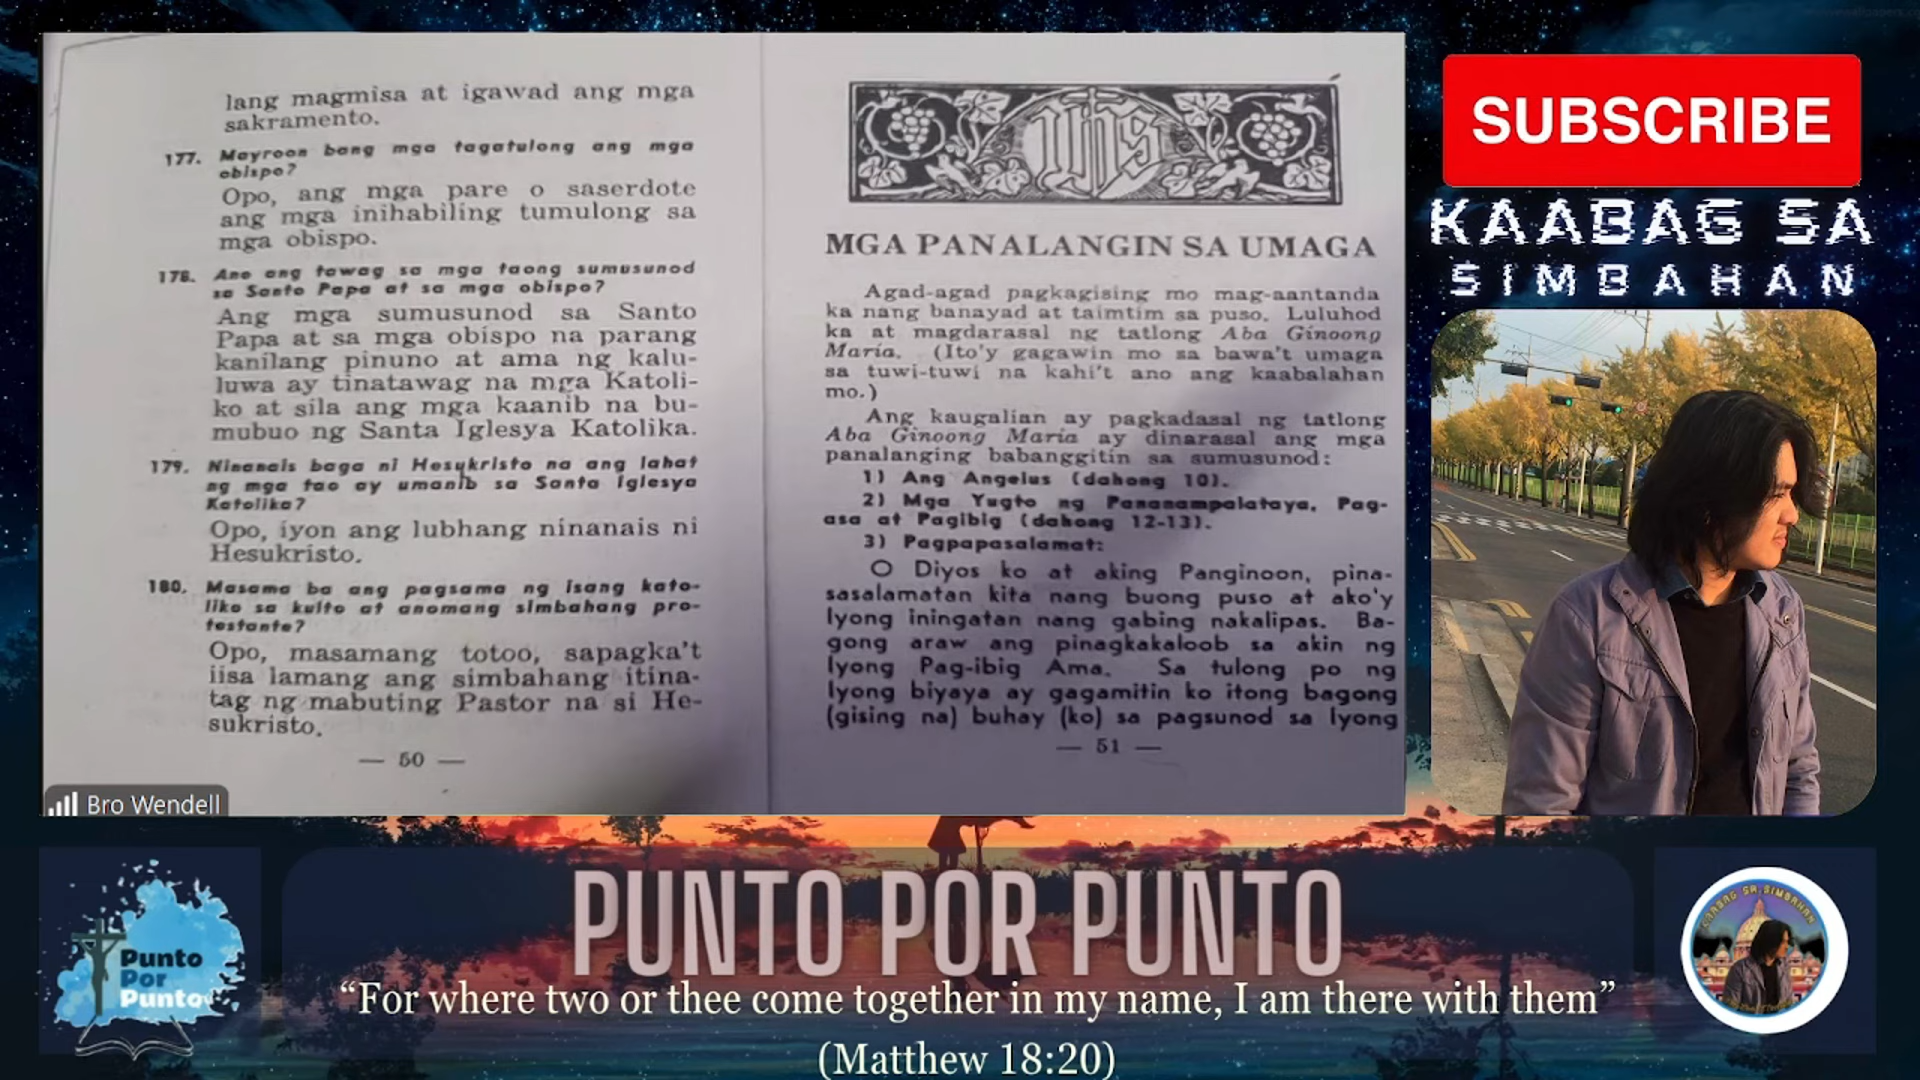 lang magmisa at igawad ang mga
sakramento.
177. Mayroon bang mga tagatulong ang mga
obispo?
Opo, ang mga pare o saserdote
ang mga inihabiling tumulong sa
mga obispo.
178. Ano ang tawag sa mga taong sumusunod
sa Santo Papa at sa mga obispo?
Ang mga sumusunod sa Santo
Papa at sa mga obispo na parang
kanilang pinuno at ama ng kalu-
luwa ay tinatawag na mga Katoli-
ko at sila ang mga kaanib na bu-
mubuo ng Santa Iglesya Katolika.
179. Ninanais baga ni Hesukristo na ang lahat
ng mga tao ay umanib sa Santa Iglesya
Katolika?
Opo, iyon ang lubhang ninanais ni
Hesukristo.
180. Masama ba ang pagsama ng isang kato-
liko sa kulto at anomang simbahang pro-
testante?
Opo, masamang totoo, sapagka't
iisa lamang ang simbahang itina-
tag ng mabuting Pastor na si He-
sukristo.
— 50 —
Bro Wendell
MGA PANALANGIN SA UMAGA
Agad-agad pagkagising mo mag-aantanda
ka nang banayad at taimtim sa puso. Luluhod
ka at magdarasal ng tatlong Aba Ginoong
Maria. (Ito'y gagawin mo sa bawa't umaga
sa tuwi-tuwi na kahi't ano ang kaabalahan
mo.)
Ang kaugalian ay pagkadasal ng tatlong
Aba Ginoong Maria ay dinarasal ang mga
panalanging babanggitin sa sumusunod:
1) Ang Angelus (dahong 10).
2) Mga Yugto ng Pananampalataya, Pag-
asa at Pagibig (dahong 12-13).
3) Pagpapasalamat:
O Diyos ko at aking Panginoon, pina-
sasalamatan kita nang buong puso at ako'y
Iyong iningatan nang gabing nakalipas. Ba-
gong araw ang pinagkakaloob sa akin ng
Iyong Pag-ibig Ama. Sa tulong po ng
Iyong biyaya ay gagamitin ko itong bagong
(gising na) buhay (ko) sa pagsunod sa Iyong
— 51 —
SUBSCRIBE
KAABAG SA
SIMBAHAN
Punto
Por
Punto
PUNTO POR PUNTO
“For where two or thee come together in my name, I am there with them”
(Matthew 18:20)
KAABAG SA SIMBAHAN